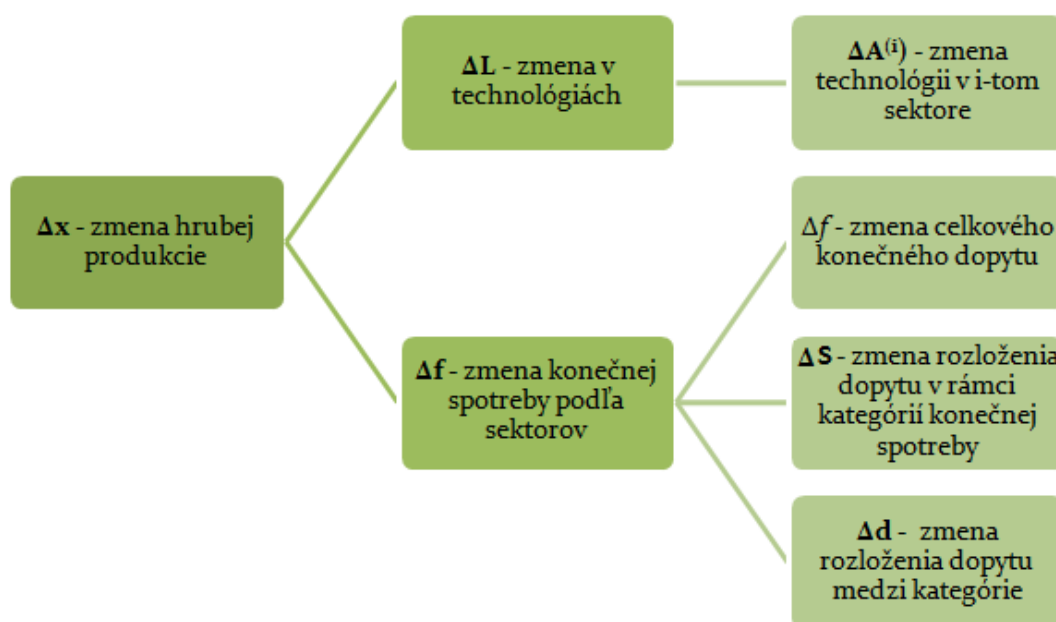 Δx - zmena hrubej
produkcie
ΔL - zmena v
technológiách
Δf - zmena konečnej
spotreby podľa
sektorov
ΔA⁽ⁱ⁾ - zmena
technológii v i-tom
sektore
Δf - zmena celkového
konečného dopytu
ΔS - zmena rozloženia
dopytu v rámci
kategórií konečnej
spotreby
Δd - zmena
rozloženia dopytu
medzi kategórie